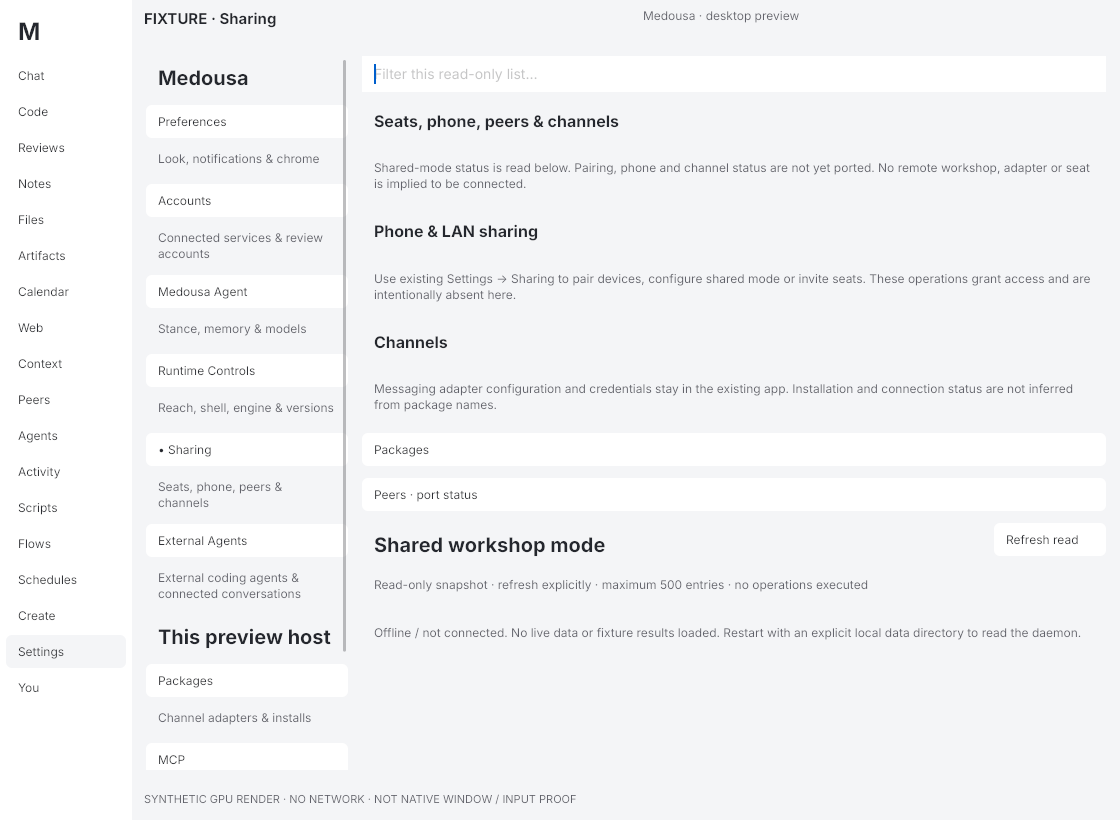 M
Chat
Code
Reviews
Notes
Files
Artifacts
Calendar
Web
Context
Peers
Agents
Activity
Scripts
Flows
Schedules
Create
Settings
You
FIXTURE · Sharing
Medousa · desktop preview
Medousa
Preferences
Look, notifications & chrome
Accounts
Connected services & review
accounts
Medousa Agent
Stance, memory & models
Runtime Controls
Reach, shell, engine & versions
• Sharing
Seats, phone, peers &
channels
External Agents
External coding agents &
connected conversations
This preview host
Packages
Channel adapters & installs
MCP
Filter this read-only list...
Seats, phone, peers & channels
Shared-mode status is read below. Pairing, phone and channel status are not yet ported. No remote workshop, adapter or seat
is implied to be connected.
Phone & LAN sharing
Use existing Settings → Sharing to pair devices, configure shared mode or invite seats. These operations grant access and are
intentionally absent here.
Channels
Messaging adapter configuration and credentials stay in the existing app. Installation and connection status are not inferred
from package names.
Packages
Peers · port status
Shared workshop mode
Refresh read
Read-only snapshot · refresh explicitly · maximum 500 entries · no operations executed
Offline / not connected. No live data or fixture results loaded. Restart with an explicit local data directory to read the daemon.
SYNTHETIC GPU RENDER · NO NETWORK · NOT NATIVE WINDOW / INPUT PROOF